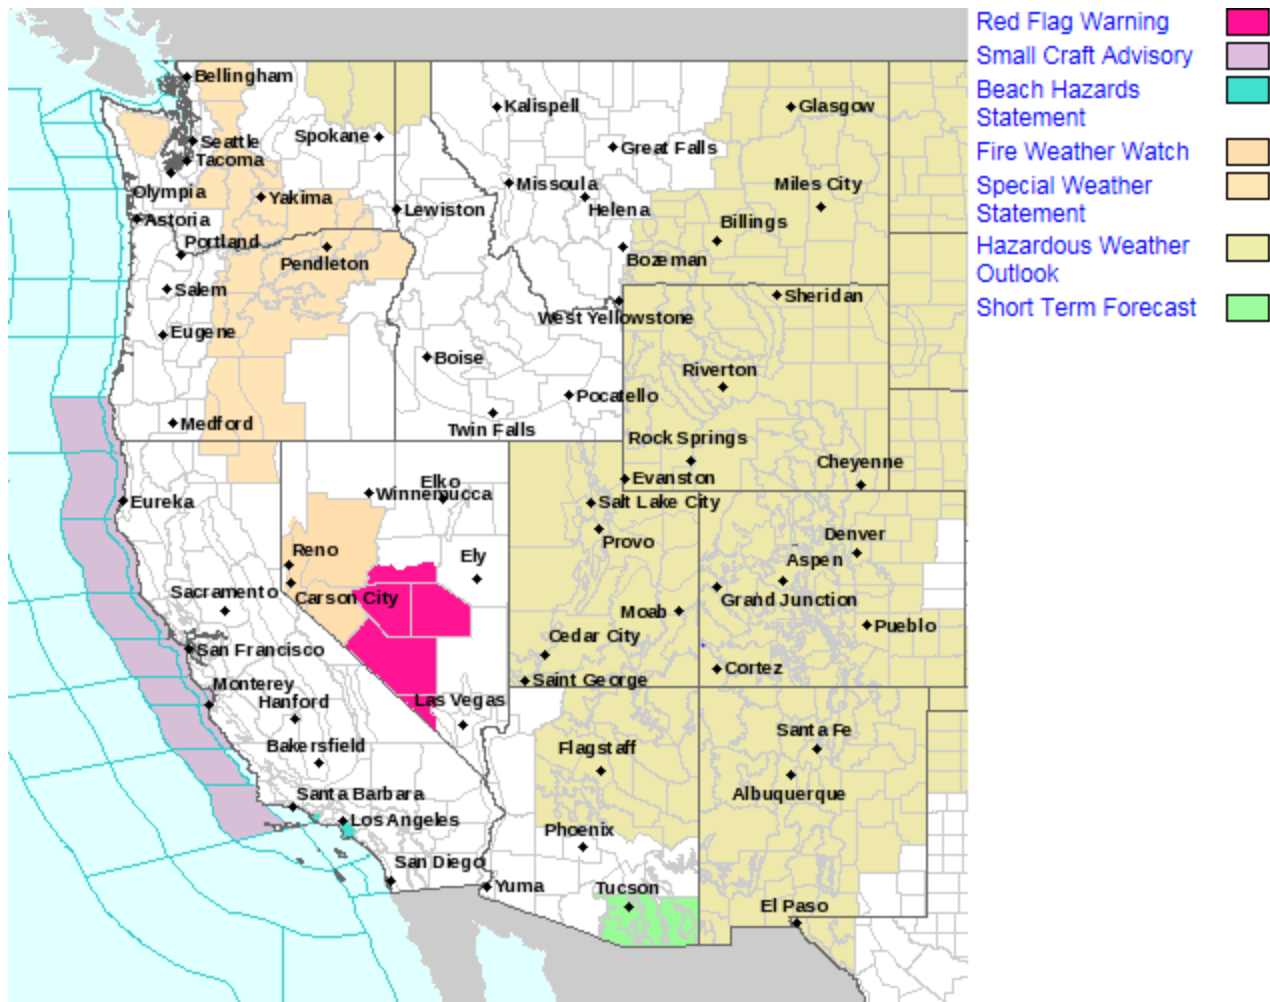 Red Flag Warning
Small Craft Advisory
Beach Hazards
Statement
Fire Weather Watch
Special Weather
Statement
Hazardous Weather
Outlook
Short Term Forecast
Bellingham
Kalispell
Glasgow
Seattle
Spokane
Great Falls
Tacoma
Olympia
Missoula
Miles City
Yakima
Lewiston
Helena
Astoria
Billings
Portland
Pendleton
Bozeman
Salem
Sheridan
West Yellowstone
Eugene
Boise
Riverton
Pocatello
Medford
Twin Falls
Rock Springs
Cheyenne
Evanston
Elko
Winnemucca
Eureka
Salt Lake City
Denver
Provo
Reno
Ely
Aspen
Sacramento
Carson City
Grand Junction
Moab
Pueblo
Cedar City
San Francisco
Cortez
Saint George
Monterey
Hanford
Las Vegas
Santa Fe
Bakersfield
Flagstaff
Santa Barbara
Albuquerque
Los Angeles
Phoenix
San Diego
Yuma
Tucson
El Paso